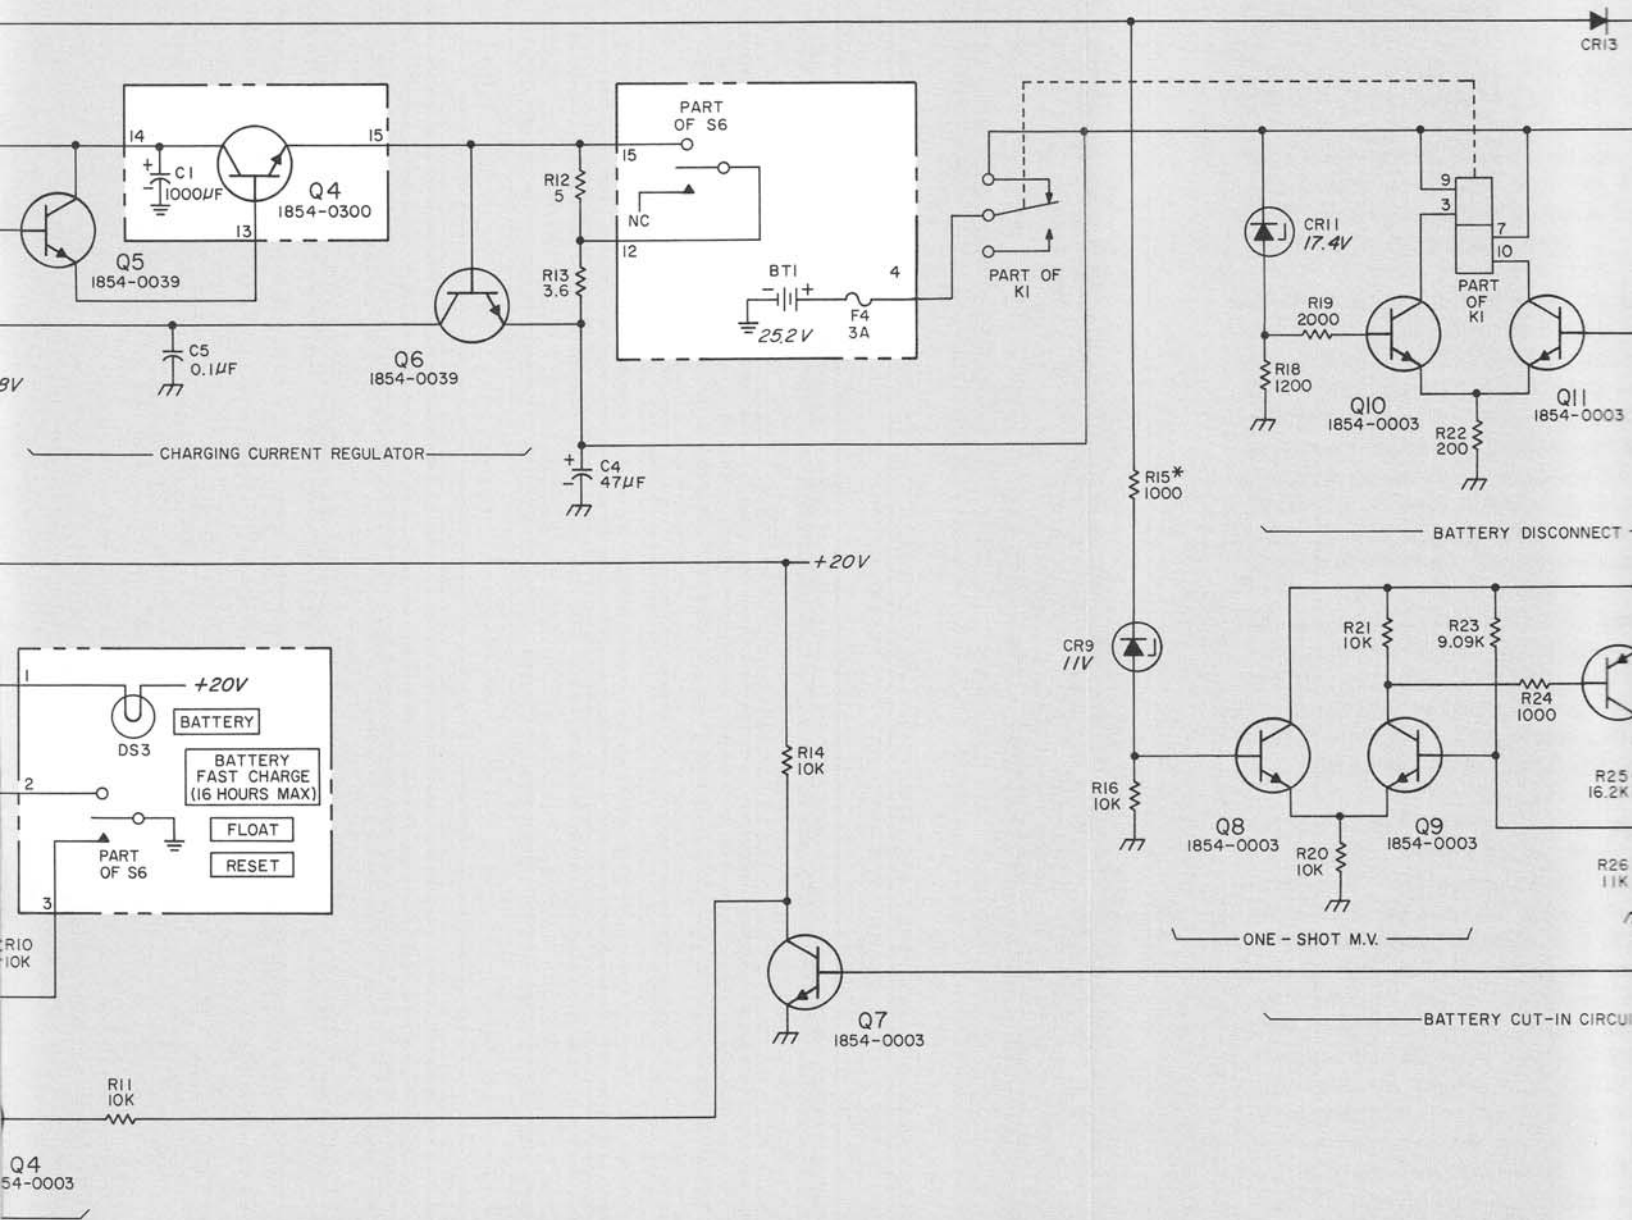 CR13
14
15
+
C1
1000µF
-
Q4
1854-0300
13
Q5
1854-0039
PART
OF S6
15
R12
5
NC
12
R13
3.6
BT1
- +
25.2V
F4
3A
4
PART OF
K1
9
3
7
10
PART
OF
K1
CR11
17.4V
R19
2000
R18
1200
Q10
1854-0003
Q11
1854-0003
R22
200
C5
0.1µF
Q6
1854-0039
8V
CHARGING CURRENT REGULATOR
+
-
C4
47µF
R15*
1000
BATTERY DISCONNECT
+20V
1
+20V
BATTERY
DS3
BATTERY
FAST CHARGE
(16 HOURS MAX)
2
FLOAT
PART
OF S6
RESET
3
R10
10K
R14
10K
CR9
11V
R21
10K
R23
9.09K
R24
1000
R16
10K
Q8
1854-0003
Q9
1854-0003
R20
10K
R25
16.2K
R26
11K
ONE-SHOT M.V.
Q7
1854-0003
BATTERY CUT-IN CIRCU
R11
10K
Q4
54-0003